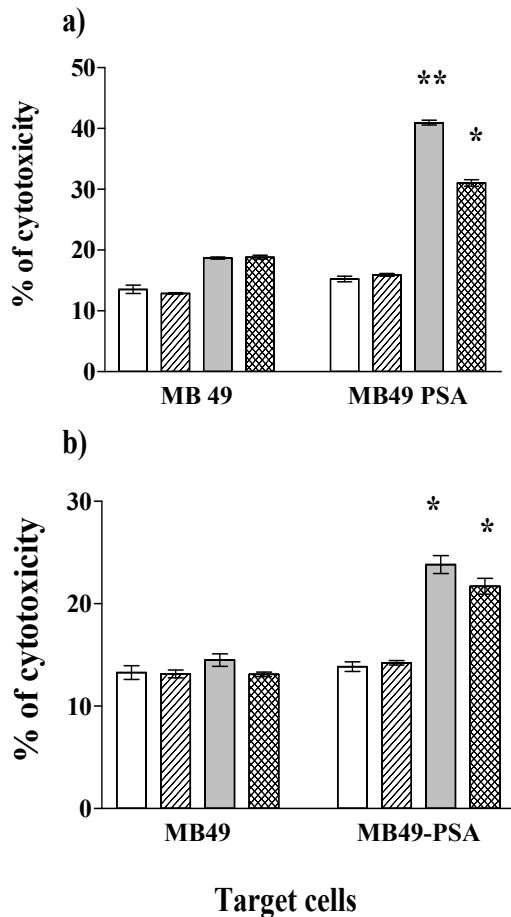 a)
% of cytotoxicity
50
40
30
20
10
0
**
*
MB 49
MB49 PSA
b)
% of cytotoxicity
30
20
10
0
*
*
MB49
MB49-PSA
Target cells